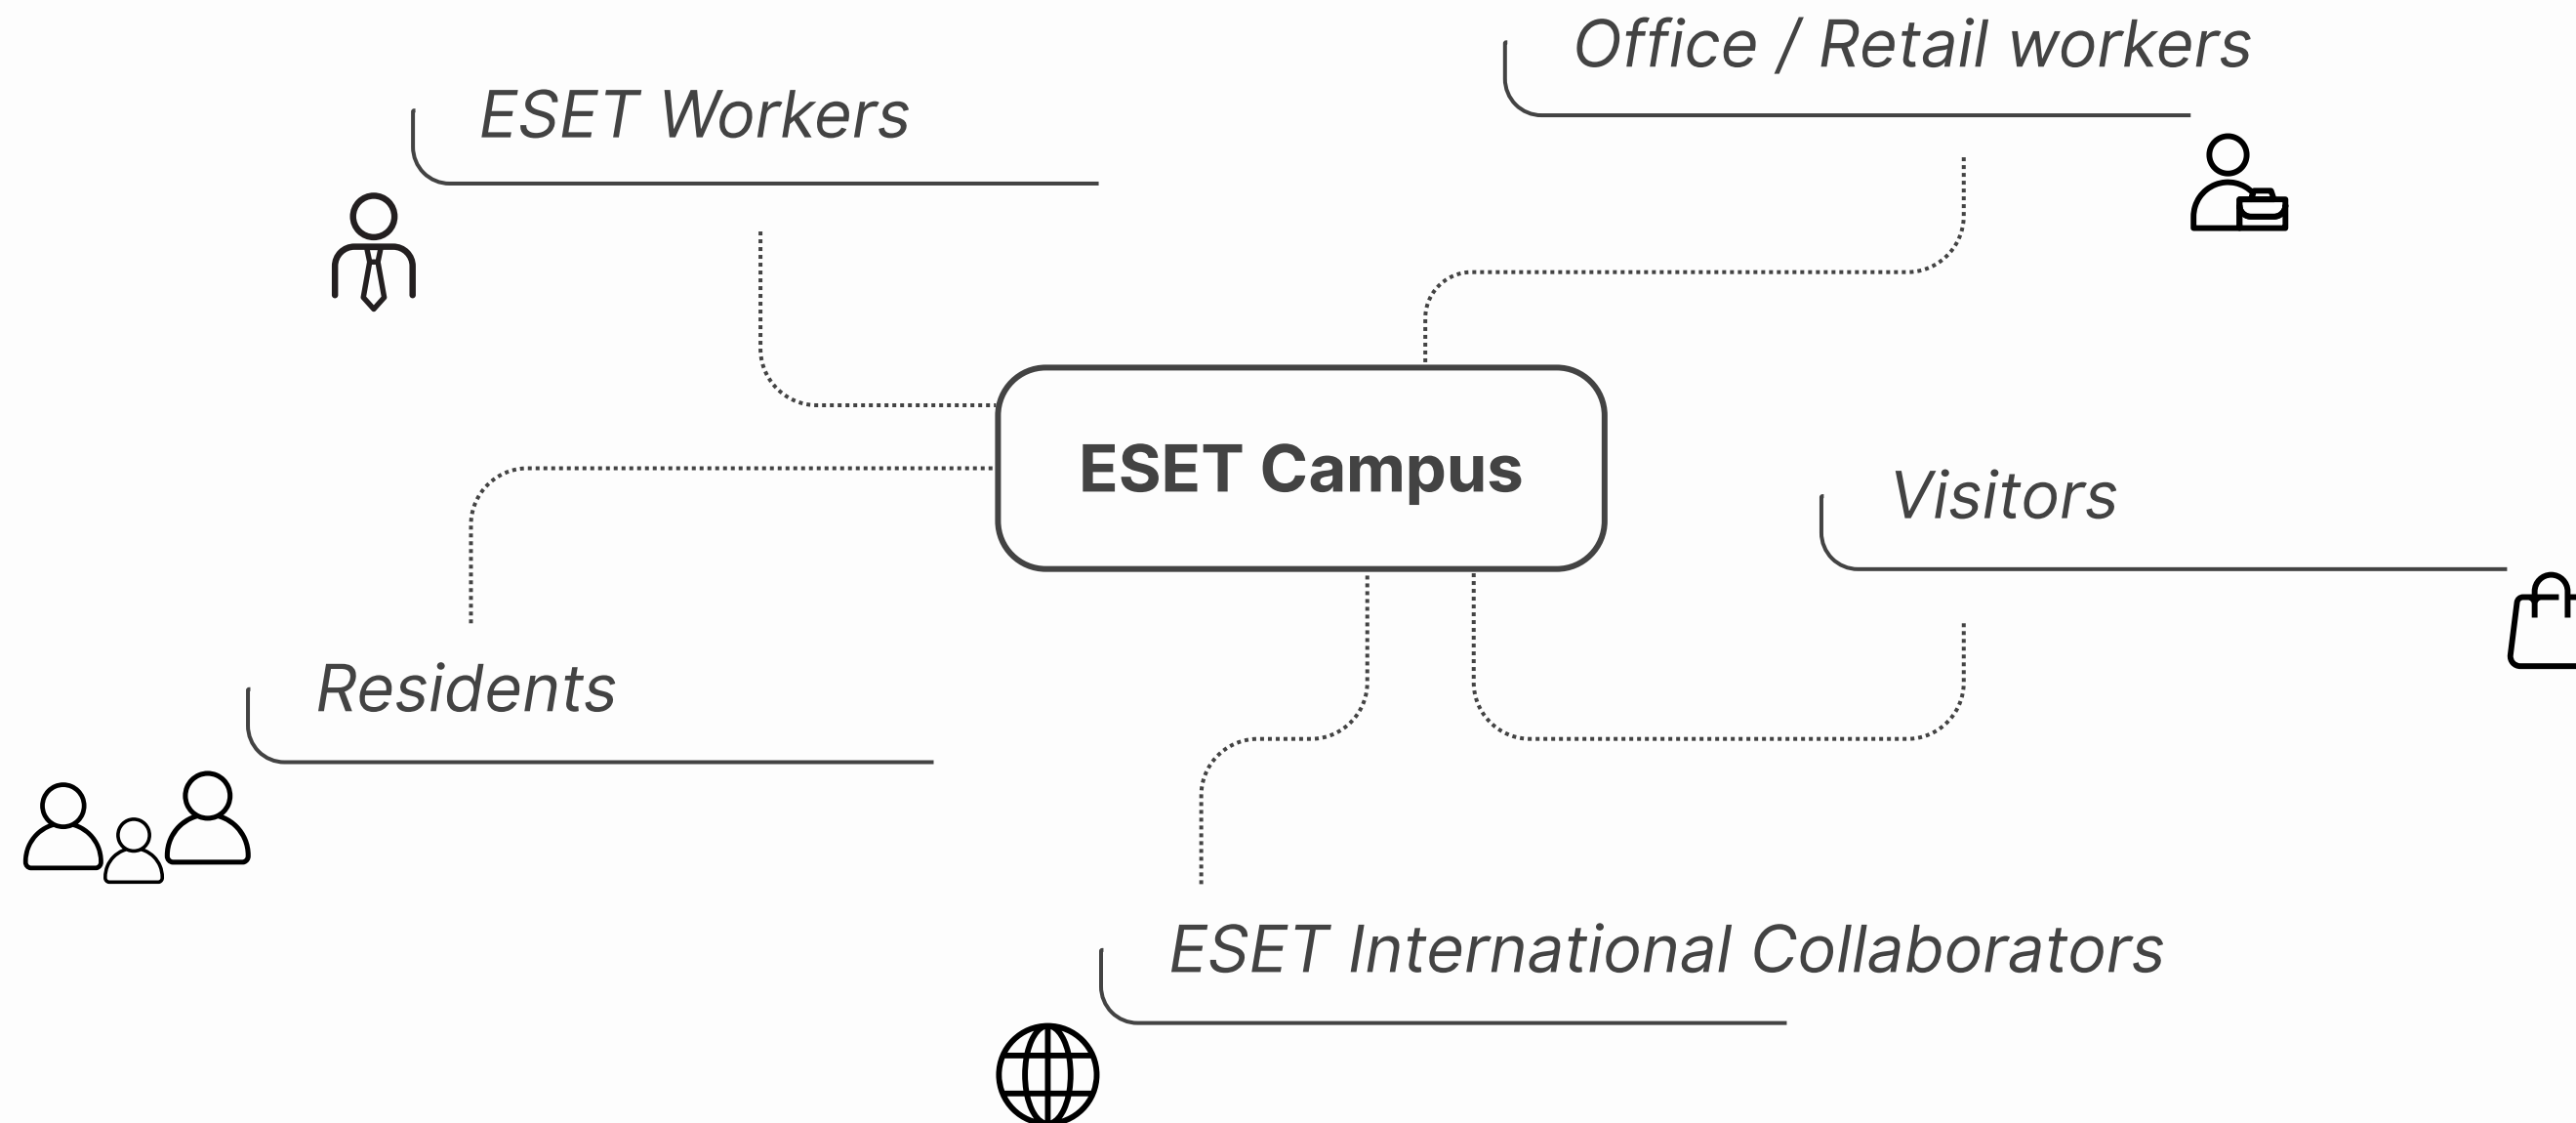 Office / Retail workers
ESET Workers
ESET Campus
Visitors
Residents
ESET International Collaborators